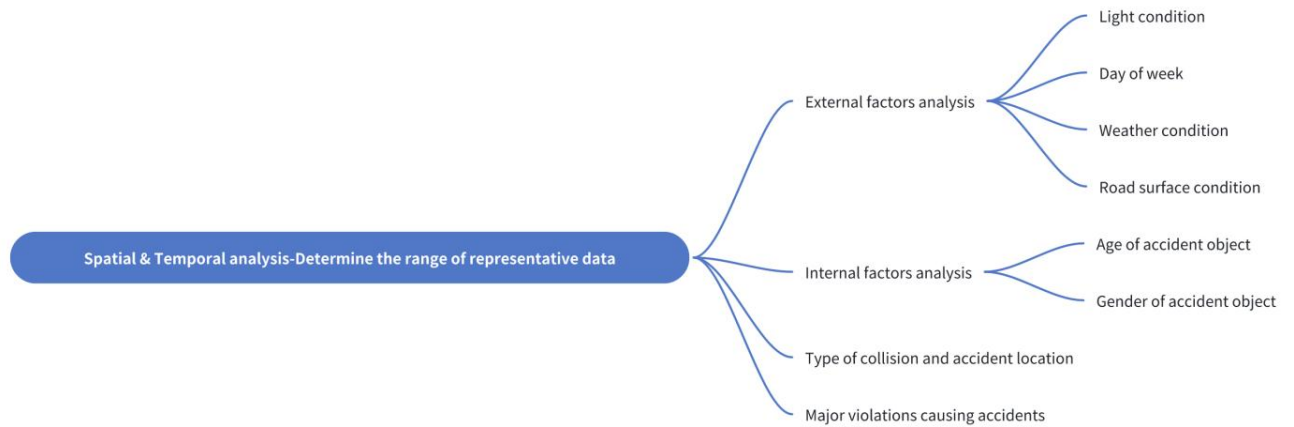 Spatial & Temporal analysis-Determine the range of representative data
External factors analysis
Light condition
Day of week
Weather condition
Road surface condition
Internal factors analysis
Age of accident object
Gender of accident object
Type of collision and accident location
Major violations causing accidents